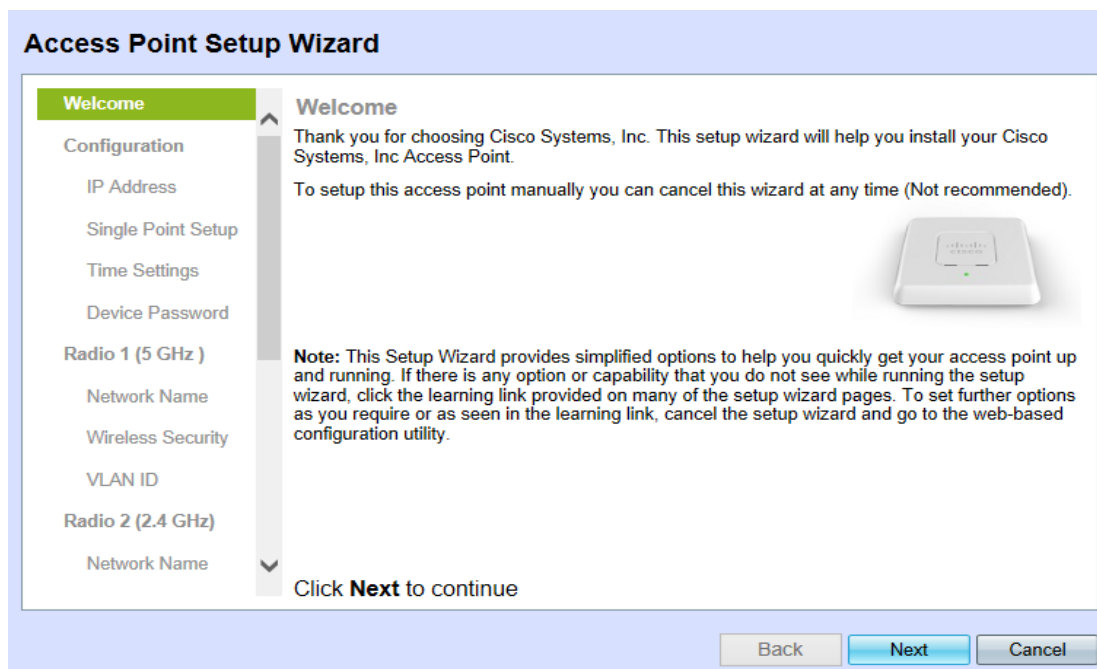 Access Point Setup Wizard
Welcome
Configuration
IP Address
Single Point Setup
Time Settings
Device Password
Radio 1 (5 GHz )
Network Name
Wireless Security
VLAN ID
Radio 2 (2.4 GHz)
Network Name
Welcome
Thank you for choosing Cisco Systems, Inc. This setup wizard will help you install your Cisco
Systems, Inc Access Point.
To setup this access point manually you can cancel this wizard at any time (Not recommended).
CISCO
Note: This Setup Wizard provides simplified options to help you quickly get your access point up
and running. If there is any option or capability that you do not see while running the setup
wizard, click the learning link provided on many of the setup wizard pages. To set further options
as you require or as seen in the learning link, cancel the setup wizard and go to the web-based
configuration utility.
Click Next to continue
Back
Next
Cancel